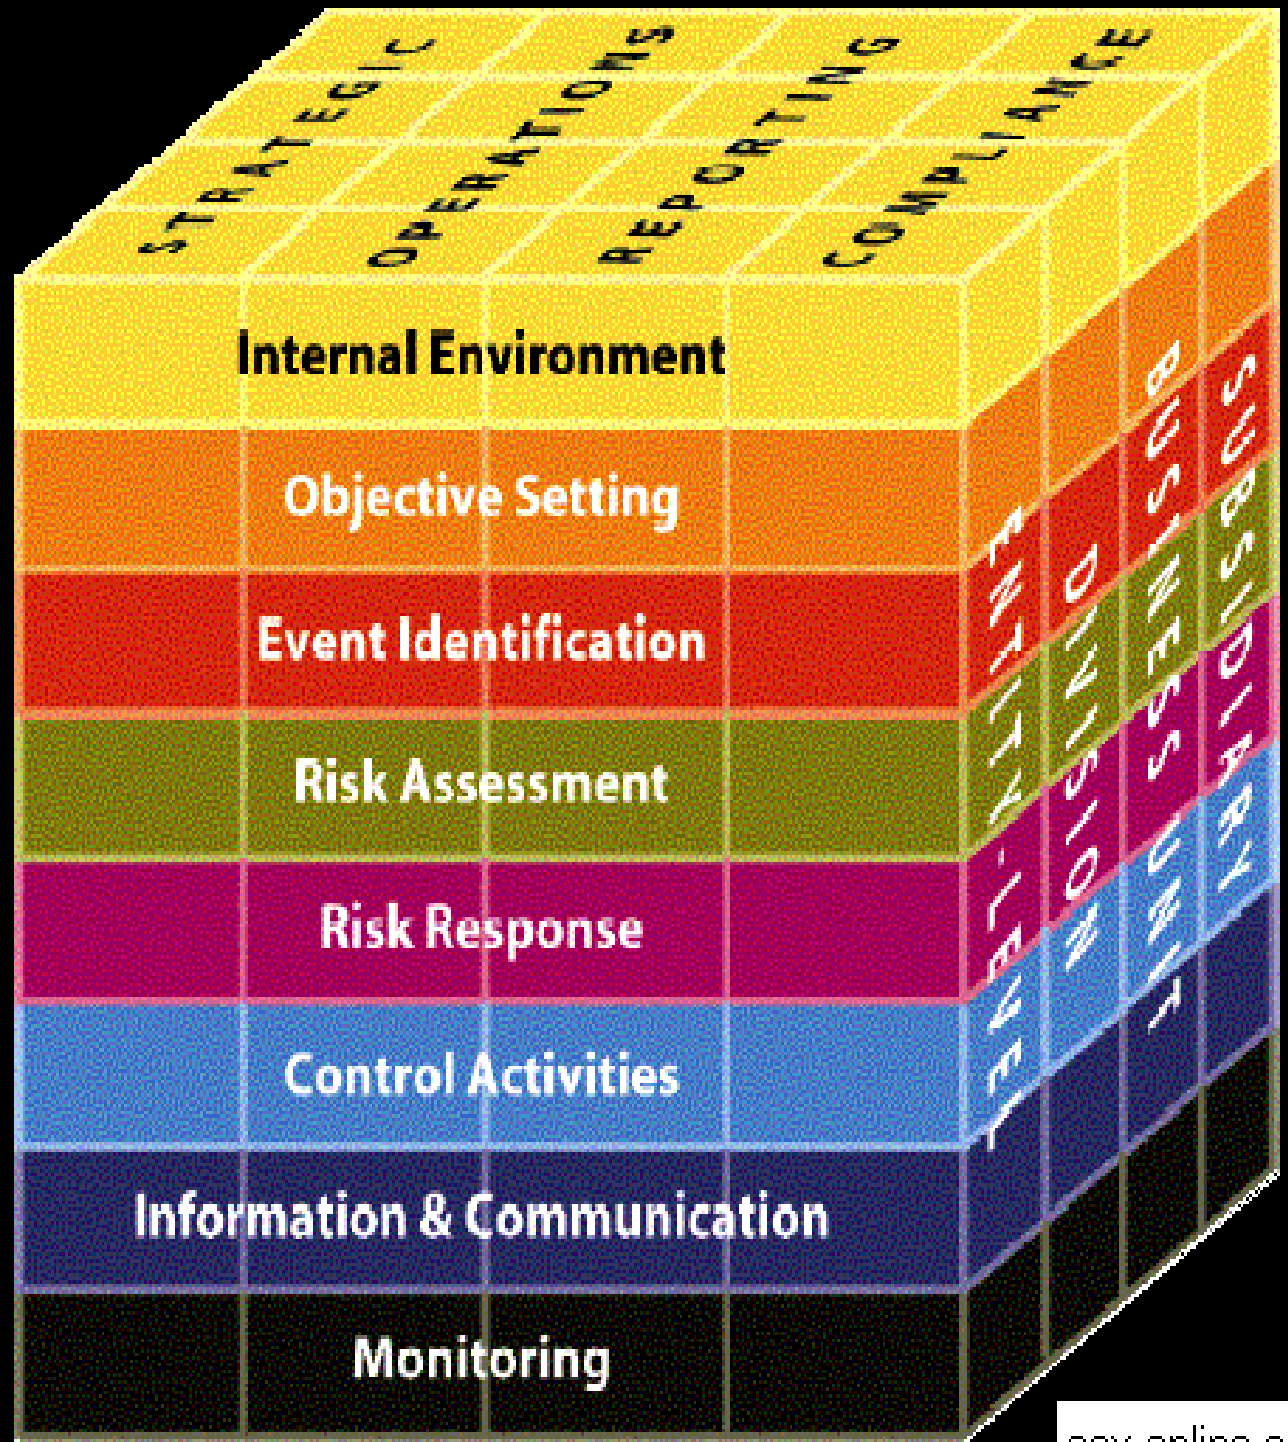 STRATEGIC
OPERATIONS
REPORTING
COMPLIANCE
Internal Environment
Objective Setting
Event Identification
Risk Assessment
Risk Response
Control Activities
Information & Communication
Monitoring
ENTITY-LEVEL
DIVISION
BUSINESS UNIT
SUBSIDIARY